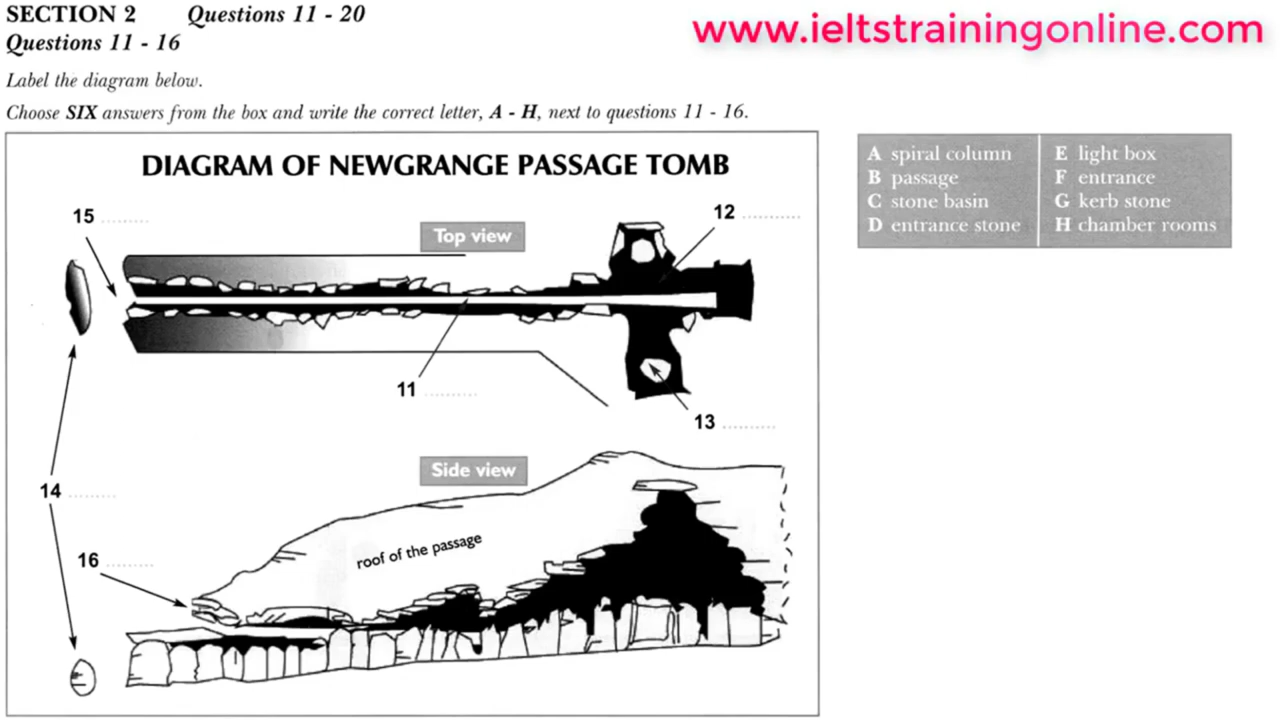 SECTION 2 Questions 11 - 20
www.ieltstrainingonline.com
Questions 11 - 16
Label the diagram below.
Choose SIX answers from the box and write the correct letter, A - H, next to questions 11 - 16.
DIAGRAM OF NEWGRANGE PASSAGE TOMB
15 ..........
Top view
12 ..........
11 ..........
13 ..........
14 ..........
Side view
16 ..........
roof of the passage
A spiral column
B passage
C stone basin
D entrance stone
E light box
F entrance
G kerb stone
H chamber rooms